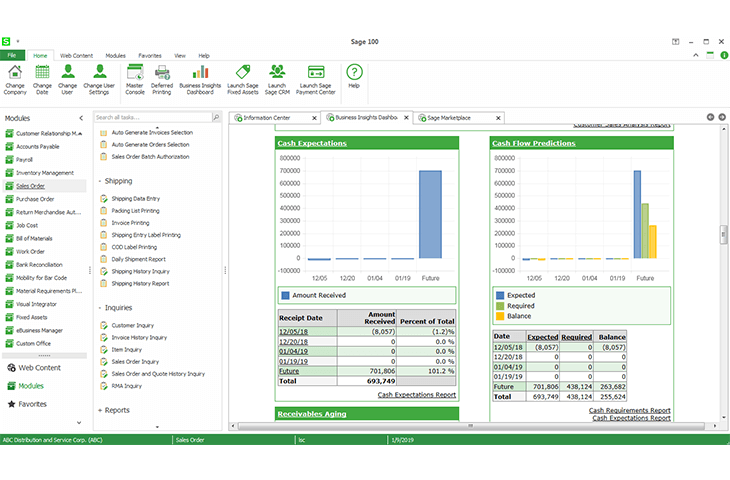 S
Sage 100
File Home Web Content Modules Favorites View Help
Change Company
Change Date
Change User
Change User Settings
Master Console
Deferred Printing
Business Insights Dashboard
Launch Sage Fixed Assets
Launch Sage CRM
Launch Sage Payment Center
Help
Modules
Customer Relationship M...
Accounts Payable
Payroll
Inventory Management
Sales Order
Purchase Order
Return Merchandise Aut...
Job Cost
Bill of Materials
Work Order
Bank Reconciliation
Mobility for Bar Code
Material Requirements Pl...
Visual Integrator
Fixed Assets
eBusiness Manager
Custom Office
Web Content
Modules
Favorites
Search all tasks...
Auto Generate Invoices Selection
Auto Generate Orders Selection
Sales Order Batch Authorization
- Shipping
Shipping Data Entry
Packing List Printing
Invoice Printing
Shipping Entry Label Printing
COD Label Printing
Daily Shipment Report
Shipping History Inquiry
Shipping History Report
- Inquiries
Customer Inquiry
Invoice History Inquiry
Item Inquiry
Sales Order Inquiry
Sales Order and Quote History Inquiry
RMA Inquiry
+ Reports
Information Center
Business Insights Dashbo
Sage Marketplace
Customer Sales Analysis Report
Cash Expectations
800000
700000
600000
500000
400000
300000
200000
100000
0
-100000
12/05 12/20 01/04 01/19 Future
Amount Received
Receipt Date Amount Received Percent of Total
12/05/18 (8,057) (1.2)%
12/20/18 0 0.0 %
01/04/19 0 0.0 %
01/19/19 0 0.0 %
Future 701,806 101.2 %
Total 693,749
Cash Expectations Report
Receivables Aging
Cash Flow Predictions
800000
700000
600000
500000
400000
300000
200000
100000
0
-100000
12/05 12/20 01/04 01/19 Future
Expected
Required
Balance
Date Expected Required Balance
12/05/18 (8,057) 0 (8,057)
12/20/18 0 0 0
01/04/19 0 0 0
01/19/19 0 0 0
Future 701,806 438,124 263,682
Total 693,749 438,124 255,624
Cash Requirements Report
Cash Expectations Report
ABC Distribution and Service Corp. (ABC) Sales Order lsc 1/9/2019